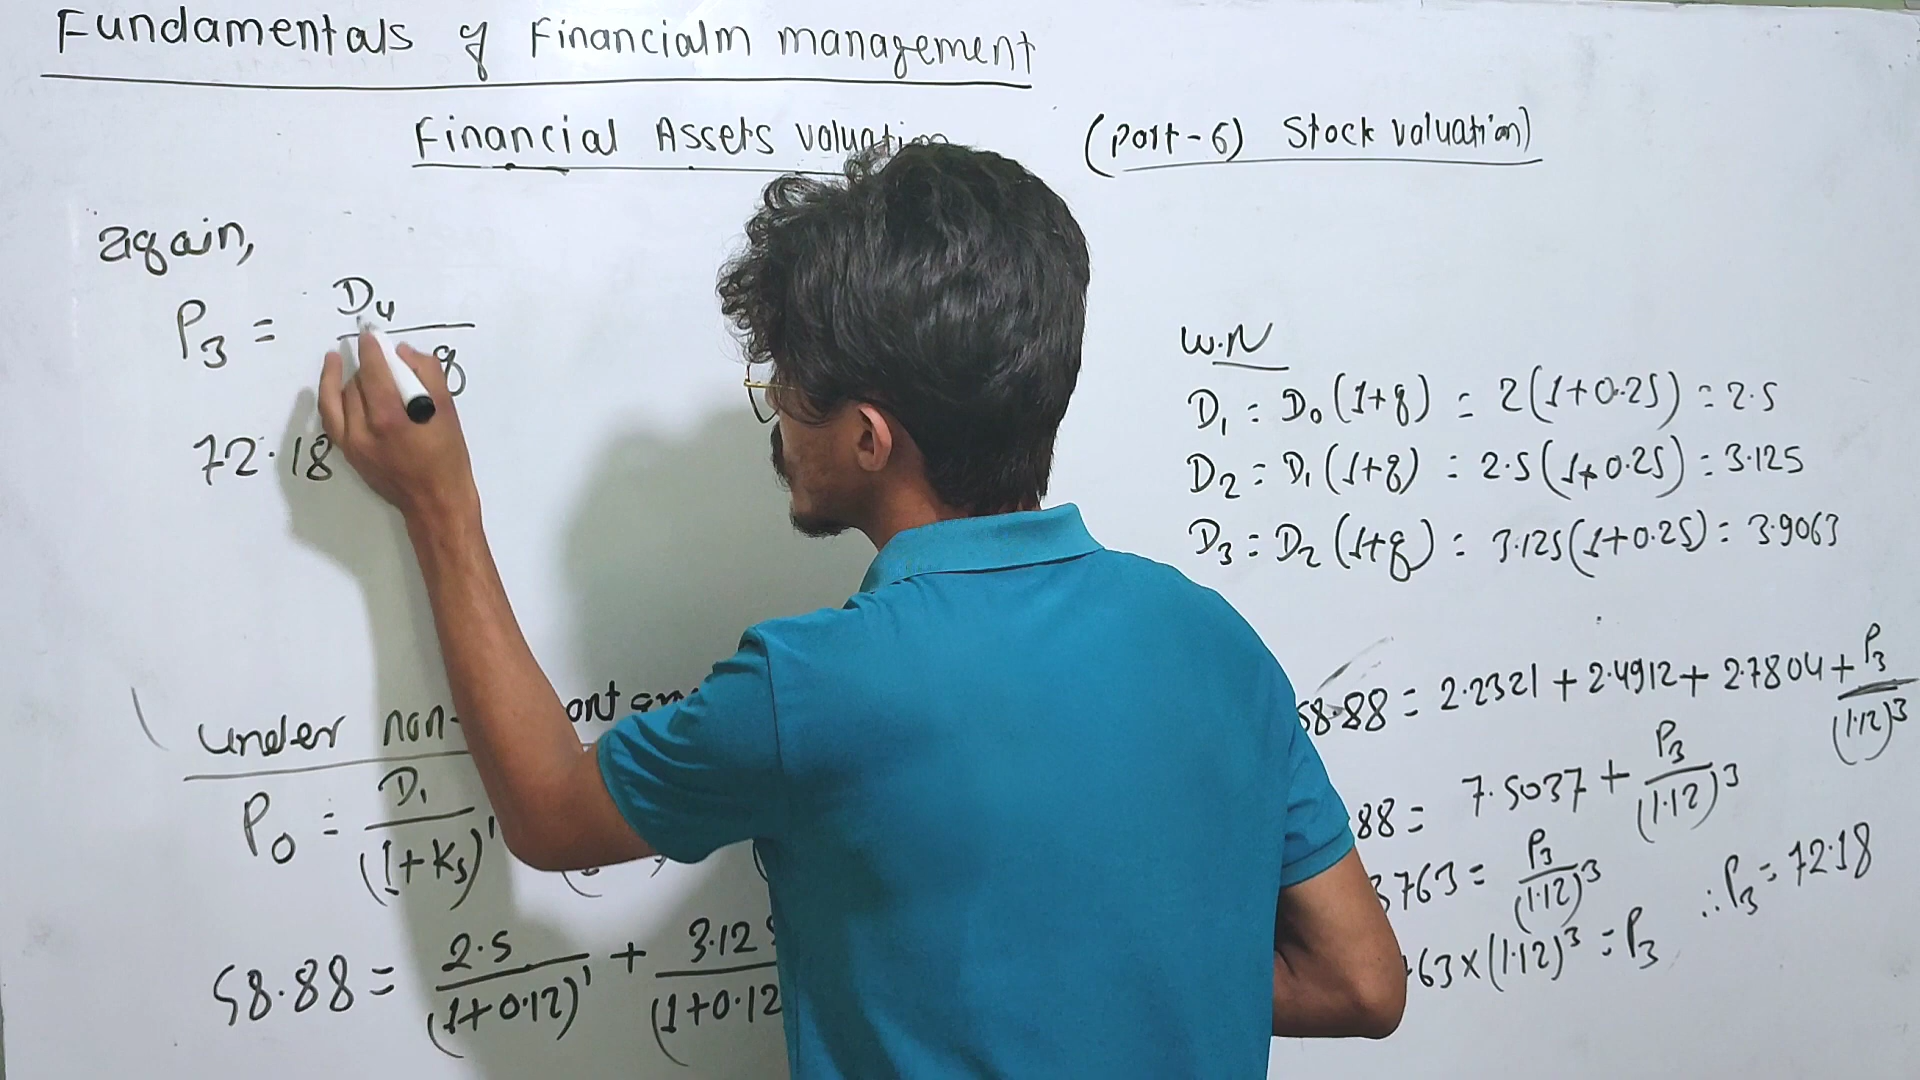 Fundamentals of Financialm management
Financial Assets valuation
(Part-6) Stock valuation)
again,
P₃ = D₄ / g
72.18
W.N
D₁ = D₀ (1+g) = 2(1+0.25) = 2.5
D₂ = D₁ (1+g) = 2.5(1+0.25) = 3.125
D₃ = D₂ (1+g) = 3.125(1+0.25) = 3.9063
under non-
P₀ = D₁ / (1+Ks)¹
58.88 = 2.5 / (1+0.12)¹ + 3.12 / (1+0.12
58.88 = 2.2321 + 2.4912 + 2.7804 + P₃ / (1.12)³
88 = 7.5037 + P₃ / (1.12)³
3763 = P₃ / (1.12)³
63 × (1.12)³ = P₃
∴ P₃ = 72.18